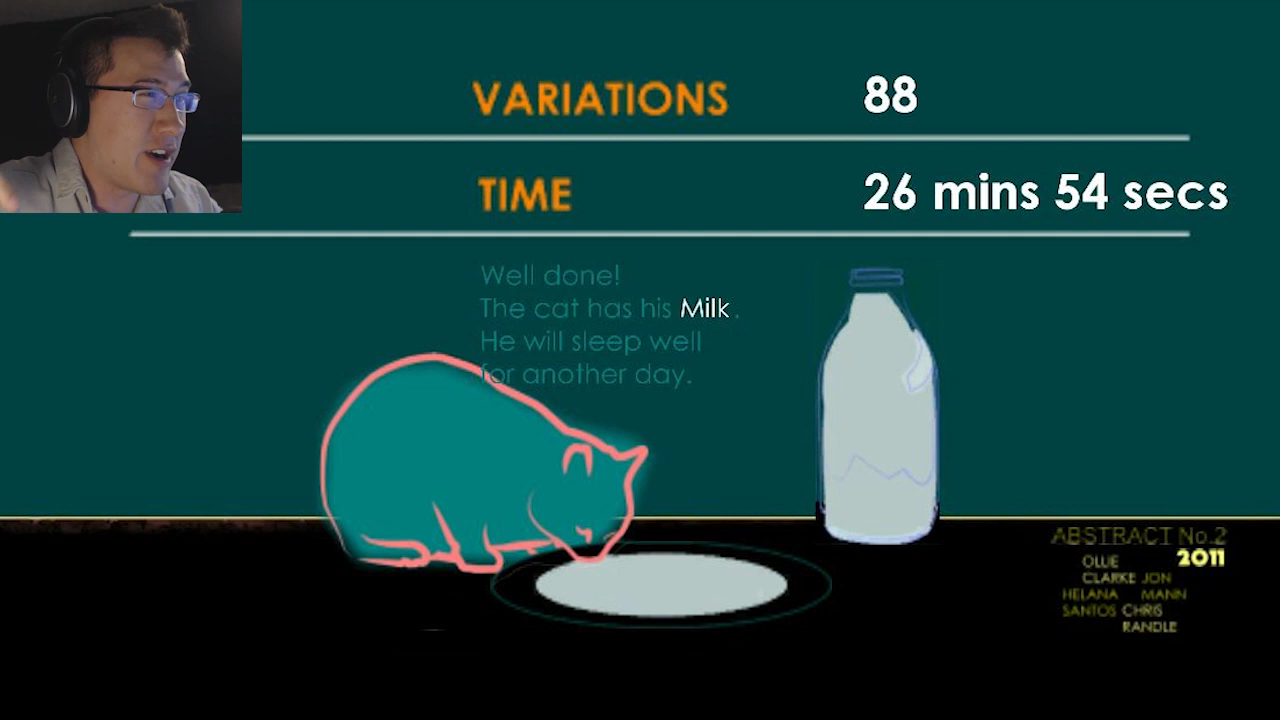 VARIATIONS 88
TIME 26 mins 54 secs
Well done!
The cat has his Milk.
He will sleep well
for another day.
ABSTRACT No.2
2011
OLLIE
CLARKE JON
HELANA MANN
SANTOS CHRIS
RANDLE